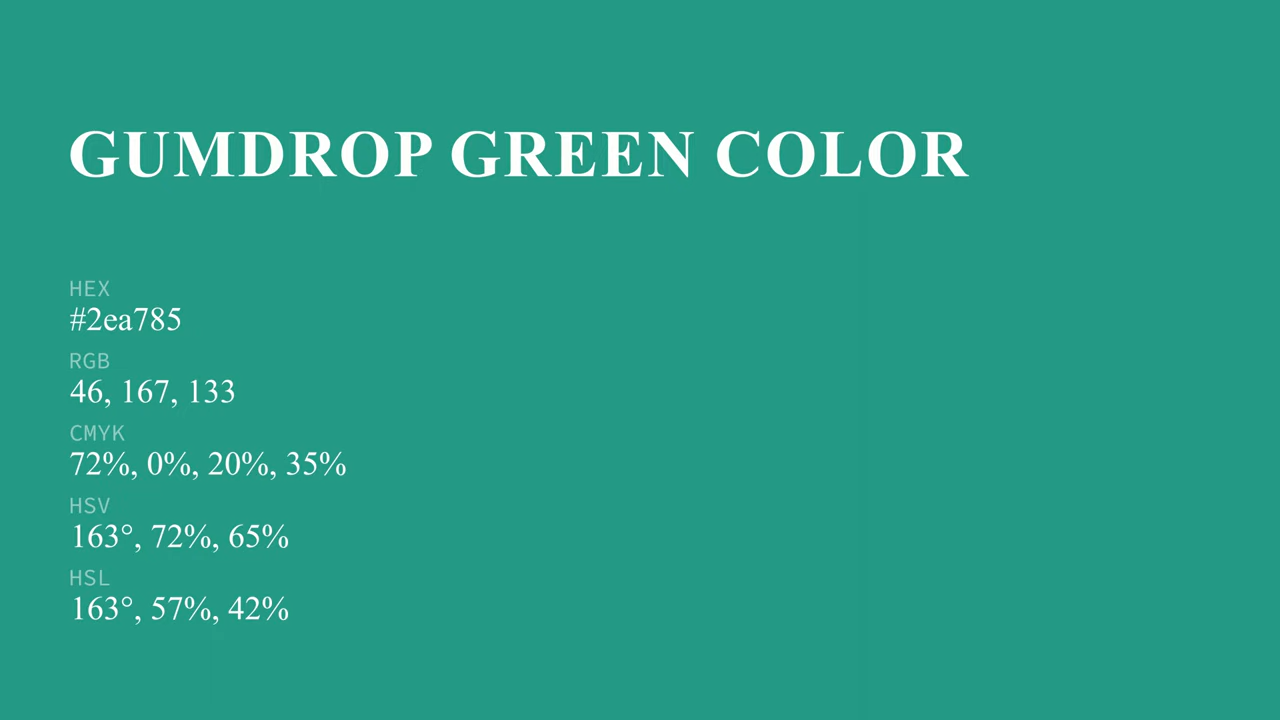 GUMDROP GREEN COLOR
HEX
#2ea785
RGB
46, 167, 133
CMYK
72%, 0%, 20%, 35%
HSV
163°, 72%, 65%
HSL
163°, 57%, 42%